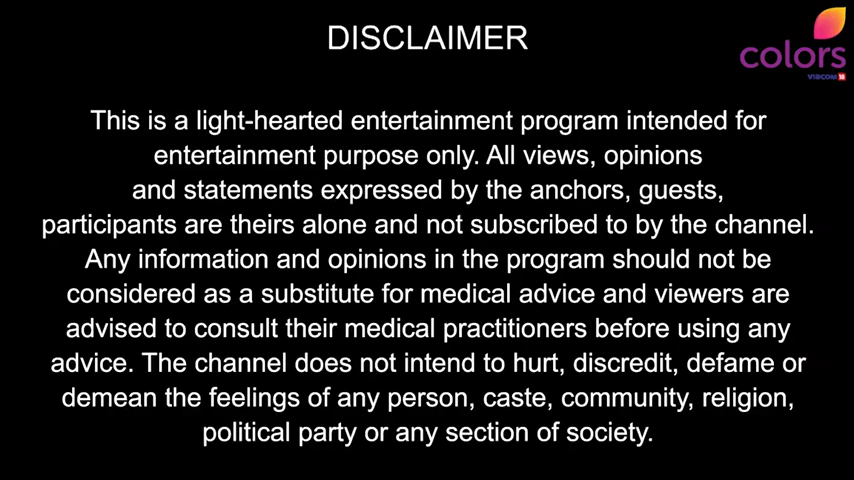 DISCLAIMER
colors
VIACOM 18
This is a light-hearted entertainment program intended for
entertainment purpose only. All views, opinions
and statements expressed by the anchors, guests,
participants are theirs alone and not subscribed to by the channel.
Any information and opinions in the program should not be
considered as a substitute for medical advice and viewers are
advised to consult their medical practitioners before using any
advice. The channel does not intend to hurt, discredit, defame or
demean the feelings of any person, caste, community, religion,
political party or any section of society.